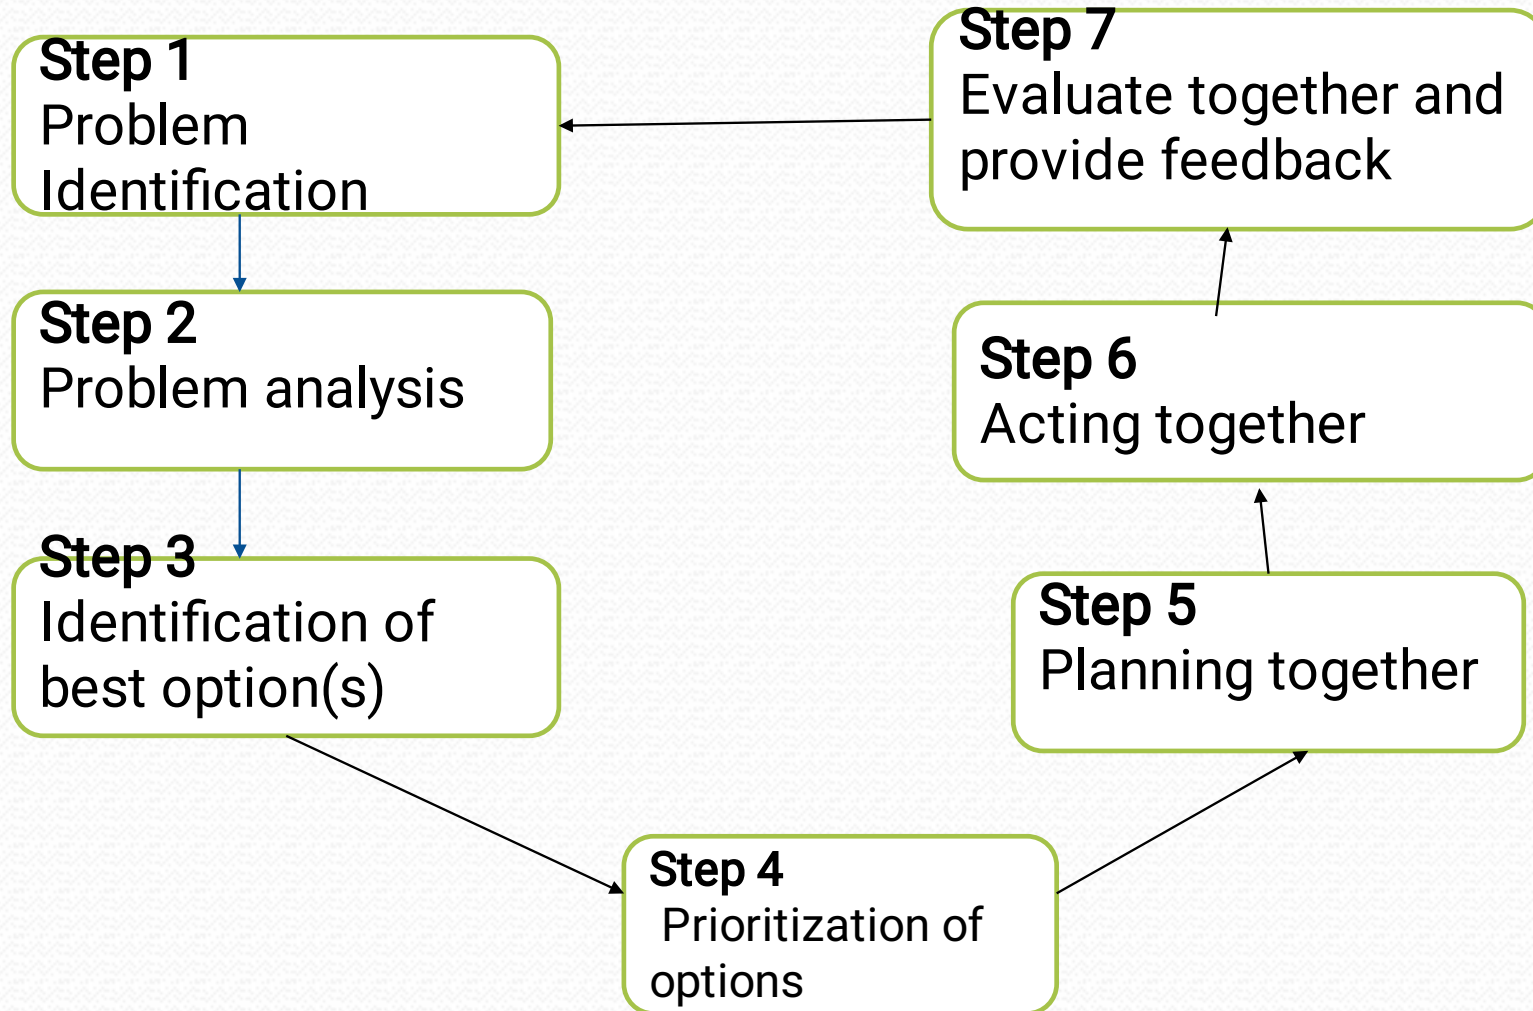 Step 1
Problem
Identification
Step 2
Problem analysis
Step 3
Identification of
best option(s)
Step 4
Prioritization of
options
Step 5
Planning together
Step 6
Acting together
Step 7
Evaluate together and
provide feedback